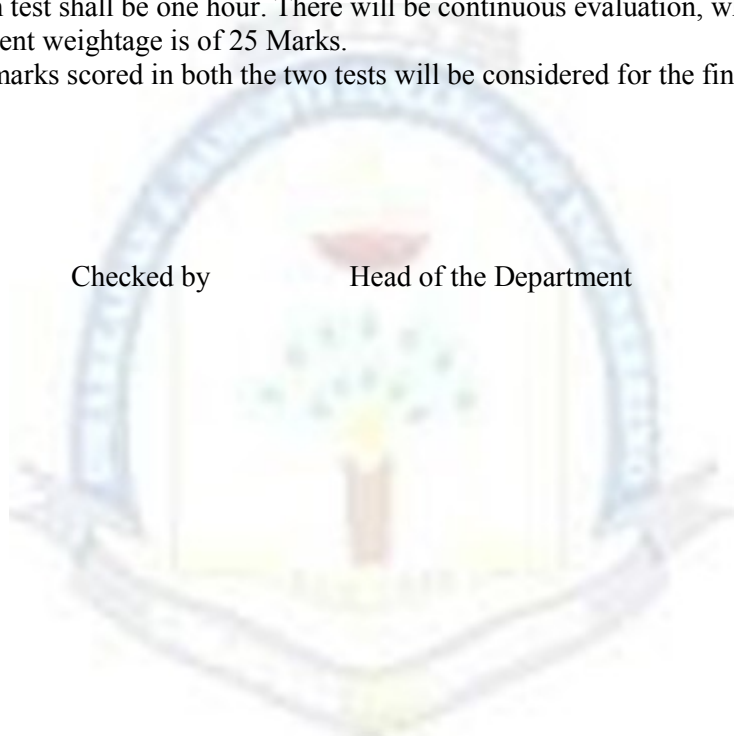 test shall be one hour. There will be continuous evaluation,
ent weightage is of 25 Marks.
marks scored in both the two tests will be considered for the fin
Checked by Head of the Department